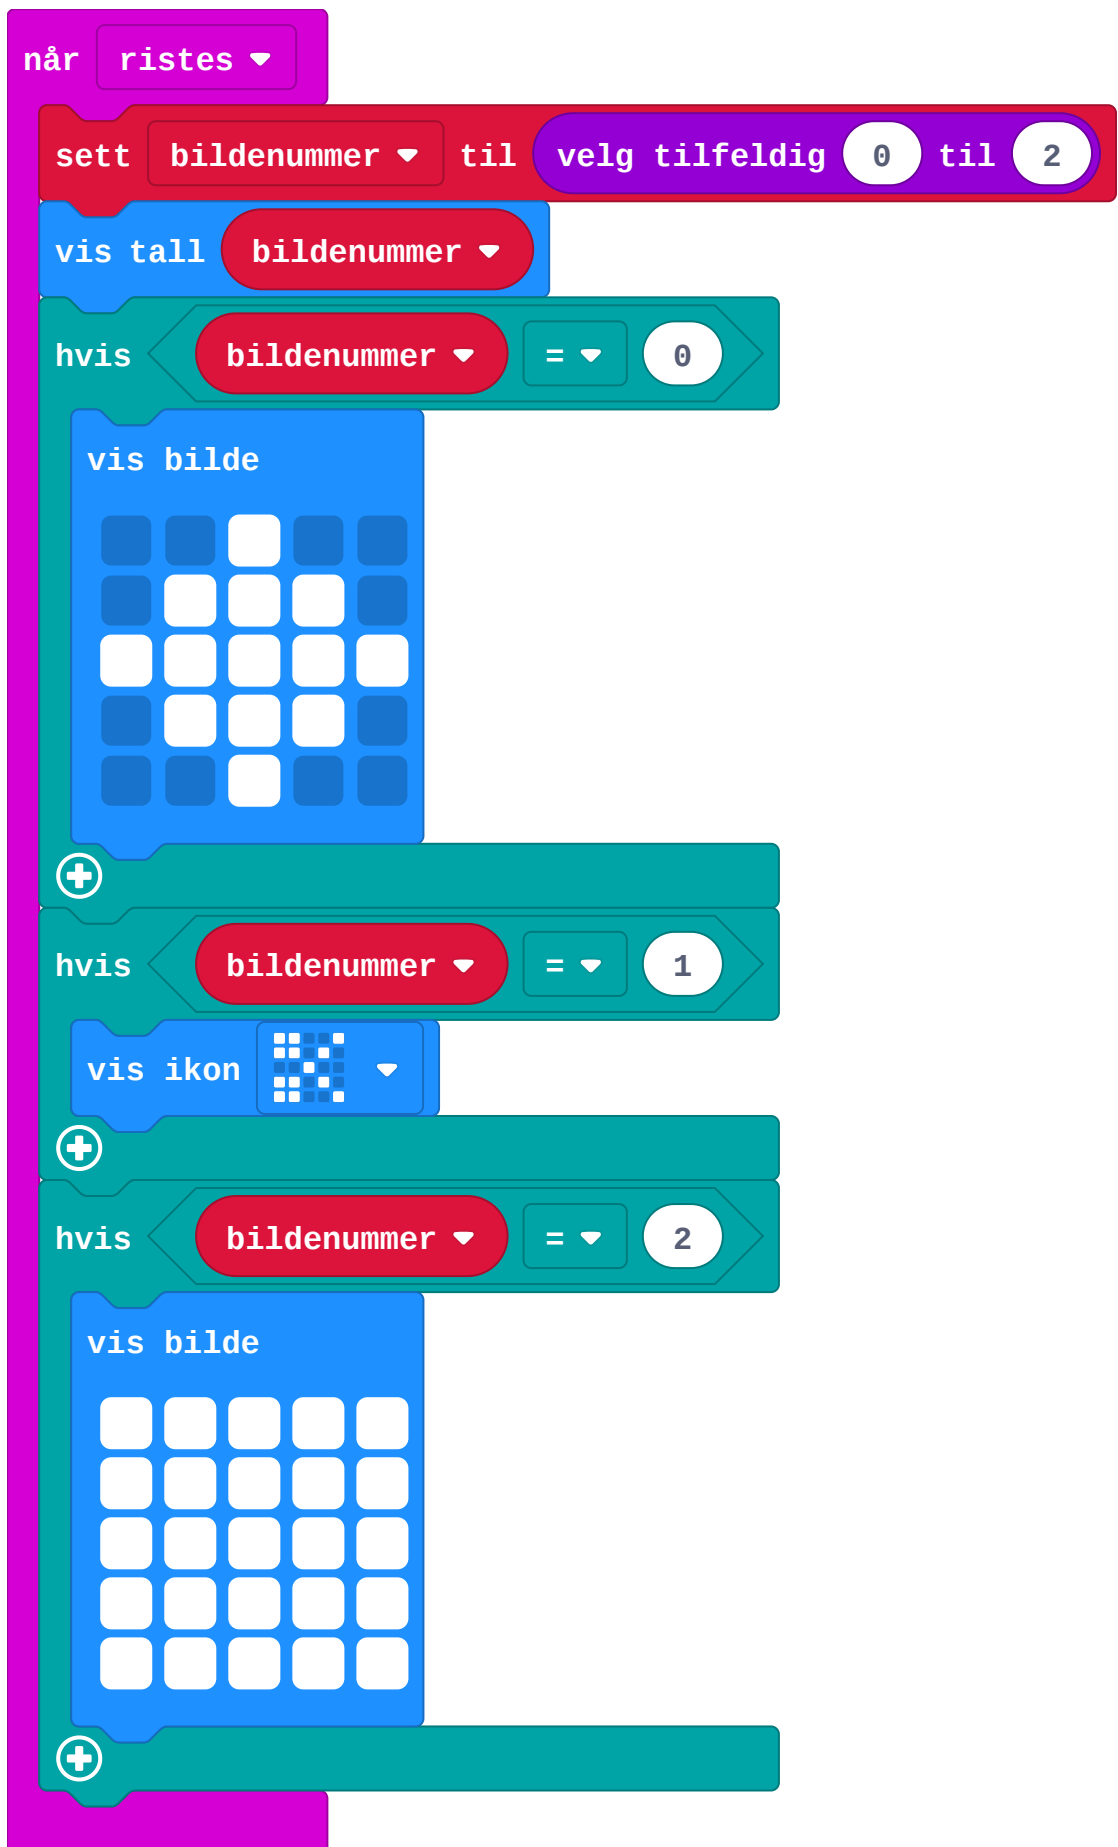 når ristes
sett bildenummer til velg tilfeldig 0 til 2
vis tall bildenummer
hvis bildenummer = 0
vis bilde
hvis bildenummer = 1
vis ikon
hvis bildenummer = 2
vis bilde